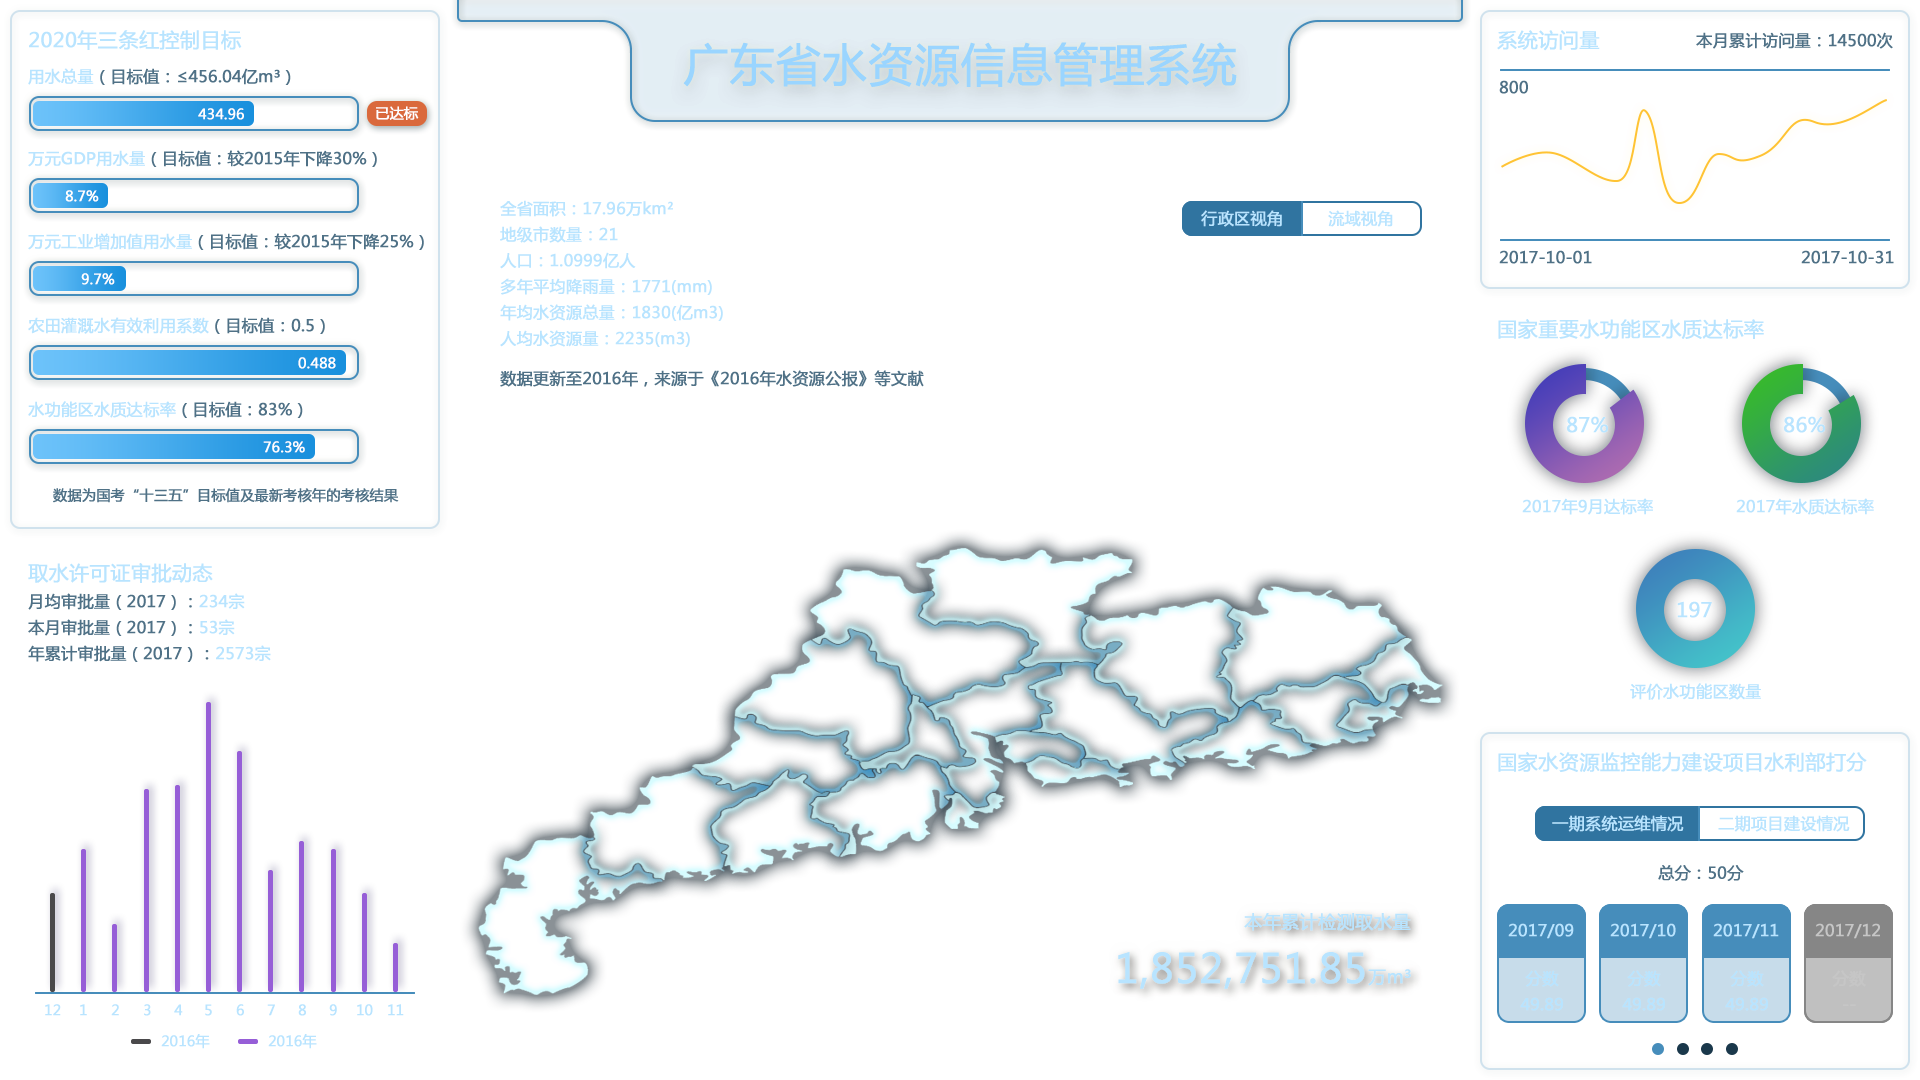 2020年三条红控制目标
用水总量（目标值：≤456.04亿m³）
434.96
已达标
万元GDP用水量（目标值：较2015年下降30%）
8.7%
万元工业增加值用水量（目标值：较2015年下降25%）
9.7%
农田灌溉水有效利用系数（目标值：0.5）
0.488
水功能区水质达标率（目标值：83%）
76.3%
数据为国考“十三五”目标值及最新考核年的考核结果
取水许可证审批动态
月均审批量（2017）：234宗
本月审批量（2017）：53宗
年累计审批量（2017）：2573宗
12 1 2 3 4 5 6 7 8 9 10 11
2016年 2016年
广东省水资源信息管理系统
全省面积：17.96万km²
地级市数量：21
人口：1.0999亿人
多年平均降雨量：1771(mm)
年均水资源总量：1830(亿m3)
人均水资源量：2235(m3)
数据更新至2016年，来源于《2016年水资源公报》等文献
行政区视角 流域视角
本年累计检测取水量
1,852,751.85万m³
系统访问量 本月累计访问量：14500次
800
2017-10-01 2017-10-31
国家重要水功能区水质达标率
87% 86%
2017年9月达标率 2017年水质达标率
197
评价水功能区数量
国家水资源监控能力建设项目水利部打分
一期系统运维情况 二期项目建设情况
总分：50分
2017/09 2017/10 2017/11 2017/12
分数 分数 分数 分数
49.89 49.89 49.89 --